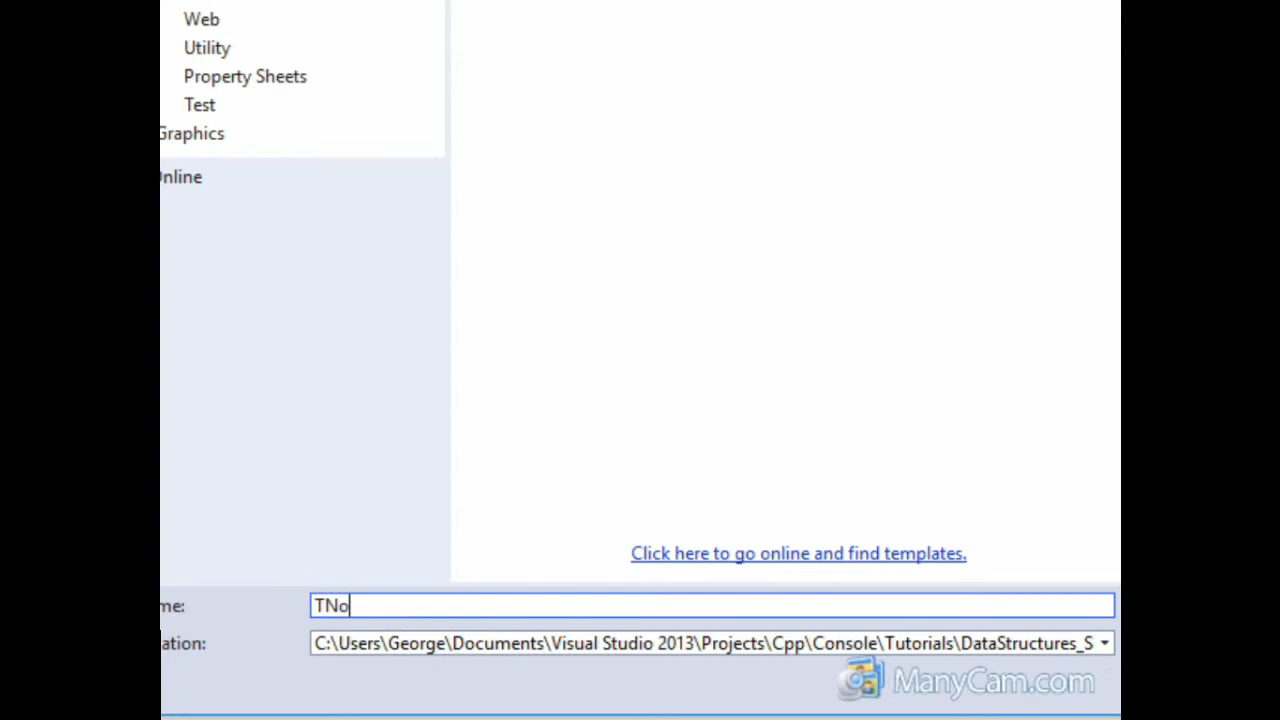 Web
Utility
Property Sheets
Test
Graphics
Online
Click here to go online and find templates.
me: TNo
ation: C:\Users\George\Documents\Visual Studio 2013\Projects\Cpp\Console\Tutorials\DataStructures_S
ManyCam.com